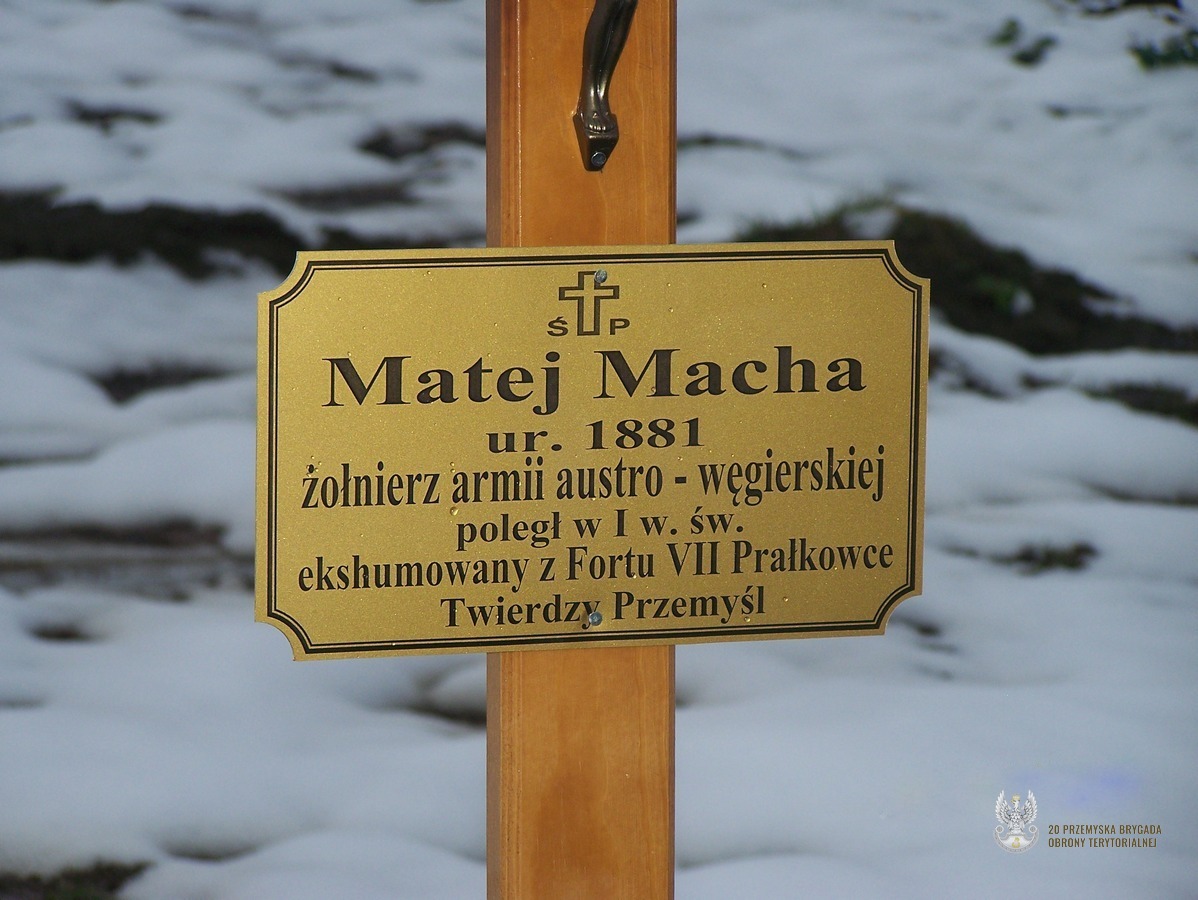 Ś P
Matej Macha
ur. 1881
żołnierz armii austro - węgierskiej
poległ w I w. św.
ekshumowany z Fortu VII Prałkowce
Twierdzy Przemyśl
20 PRZEMYSKA BRYGADA
OBRONY TERYTORIALNEJ